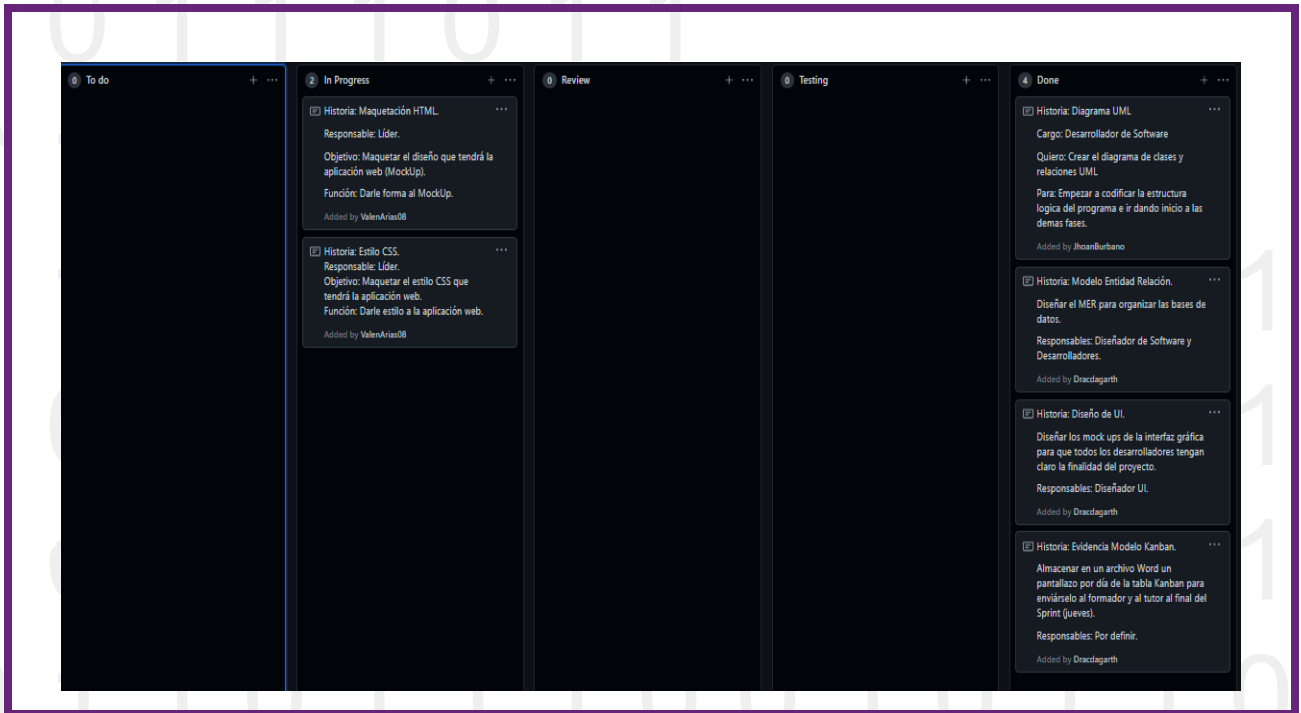 0 To do
2 In Progress
Historia: Maquetación HTML.
Responsable: Líder.
Objetivo: Maquetar el diseño que tendrá la
aplicación web (MockUp).
Función: Darle forma al MockUp.
Added by ValenArias08
Historia: Estilo CSS.
Responsable: Líder.
Objetivo: Maquetar el estilo CSS que
tendrá la aplicación web.
Función: Darle estilo a la aplicación web.
Added by ValenArias08
0 Review
0 Testing
4 Done
Historia: Diagrama UML
Cargo: Desarrollador de Software
Quiero: Crear el diagrama de clases y
relaciones UML
Para: Empezar a codificar la estructura
logica del programa e ir dando inicio a las
demas fases.
Added by JhoanBurbano
Historia: Modelo Entidad Relación.
Diseñar el MER para organizar las bases de
datos.
Responsables: Diseñador de Software y
Desarrolladores.
Added by Dracdagarth
Historia: Diseño de UI.
Diseñar los mock ups de la interfaz gráfica
para que todos los desarrolladores tengan
claro la finalidad del proyecto.
Responsables: Diseñador UI.
Added by Dracdagarth
Historia: Evidencia Modelo Kanban.
Almacenar en un archivo Word un
pantallazo por día de la tabla Kanban para
enviárselo al formador y al tutor al final del
Sprint (jueves).
Responsables: Por definir.
Added by Dracdagarth